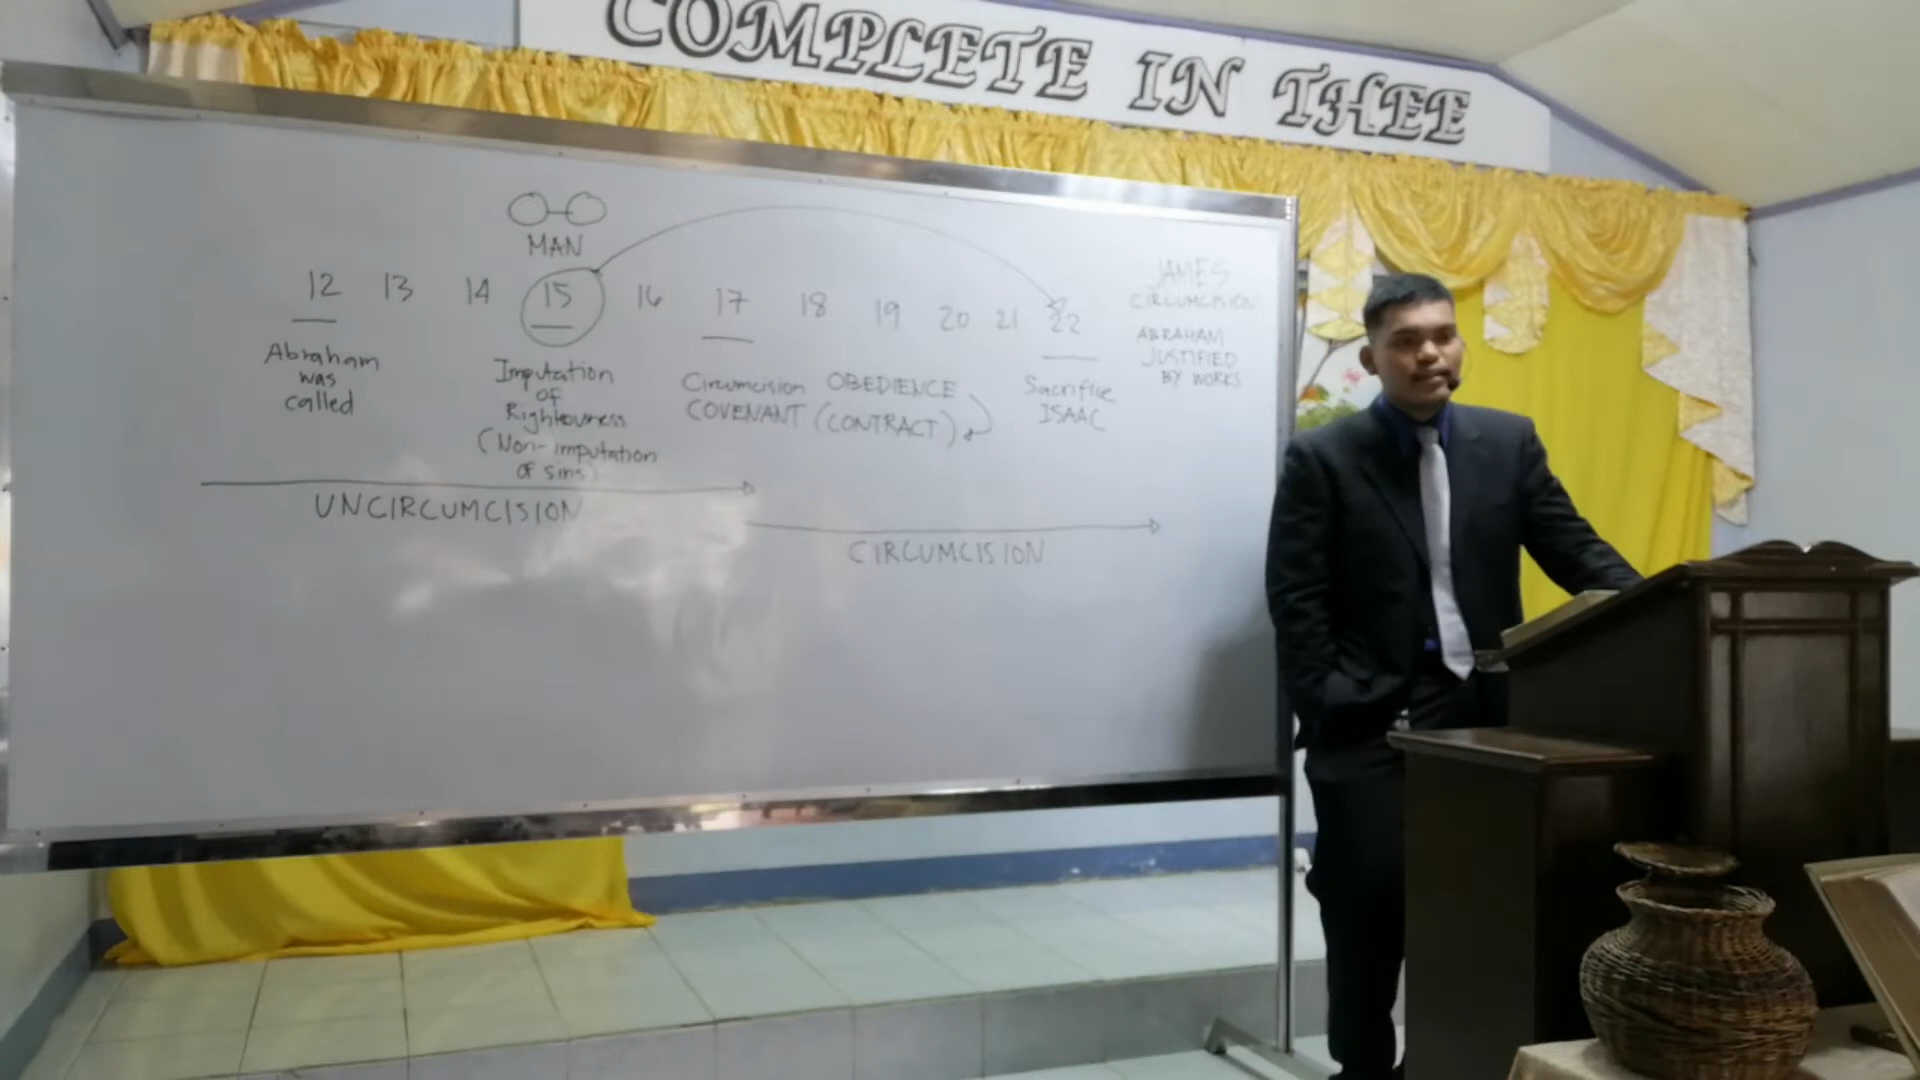 COMPLETE IN THEE
MAN
12 13 14 15 16 17 18 19 20 21 22
Abraham
was
called
Imputation
of
Rightousness
(Non-imputation
of sins)
Circumcision OBEDIENCE
COVENANT (CONTRACT)
Sacrifice
ISAAC
JAMES
CIRCUMCISION
ABRAHAM
JUSTIFIED
BY WORKS
UNCIRCUMCISION
CIRCUMCISION